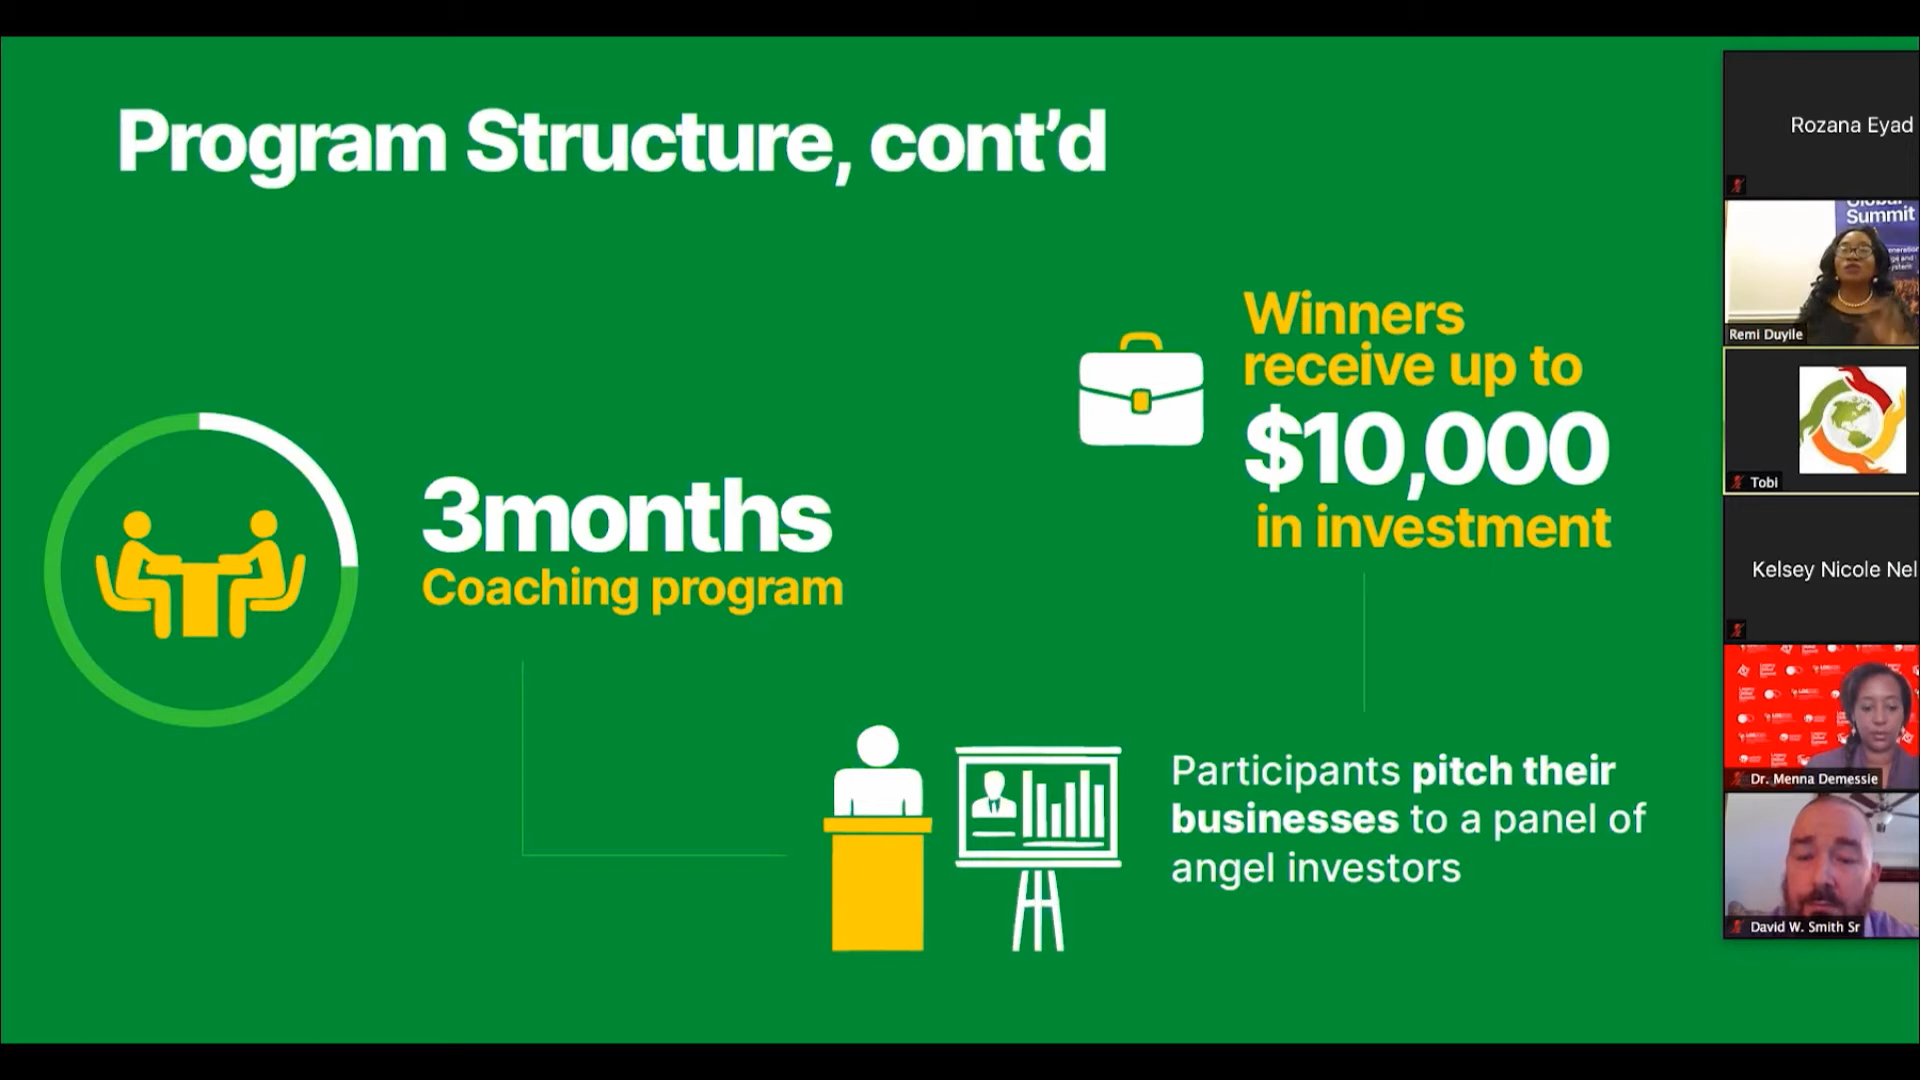 Program Structure, cont’d
3months
Coaching program
Winners
receive up to
$10,000
in investment
Participants pitch their
businesses to a panel of
angel investors
Rozana Eyad
Global
Summit
Remi Duyile
Tobi
Kelsey Nicole Nel
Dr. Menna Demessie
David W. Smith Sr